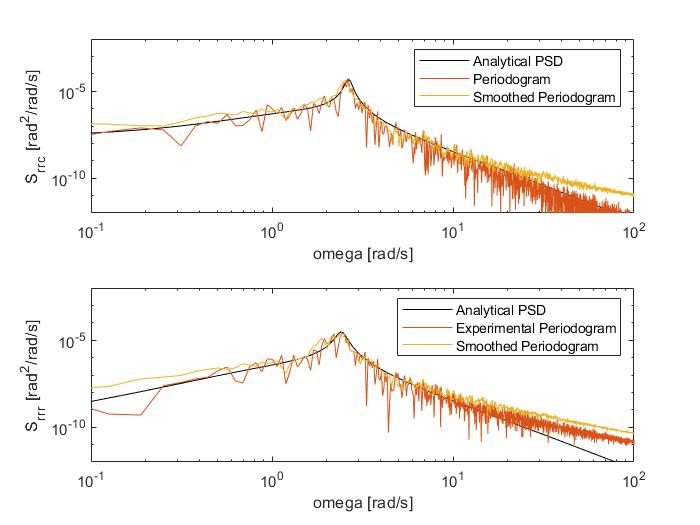 Analytical PSD
Periodogram
Smoothed Periodogram
S_rrc [rad^2/rad/s]
10^-5
10^-10
10^-1 10^0 10^1 10^2
omega [rad/s]
Analytical PSD
Experimental Periodogram
Smoothed Periodogram
S_rrr [rad^2/rad/s]
10^-5
10^-10
10^-1 10^0 10^1 10^2
omega [rad/s]